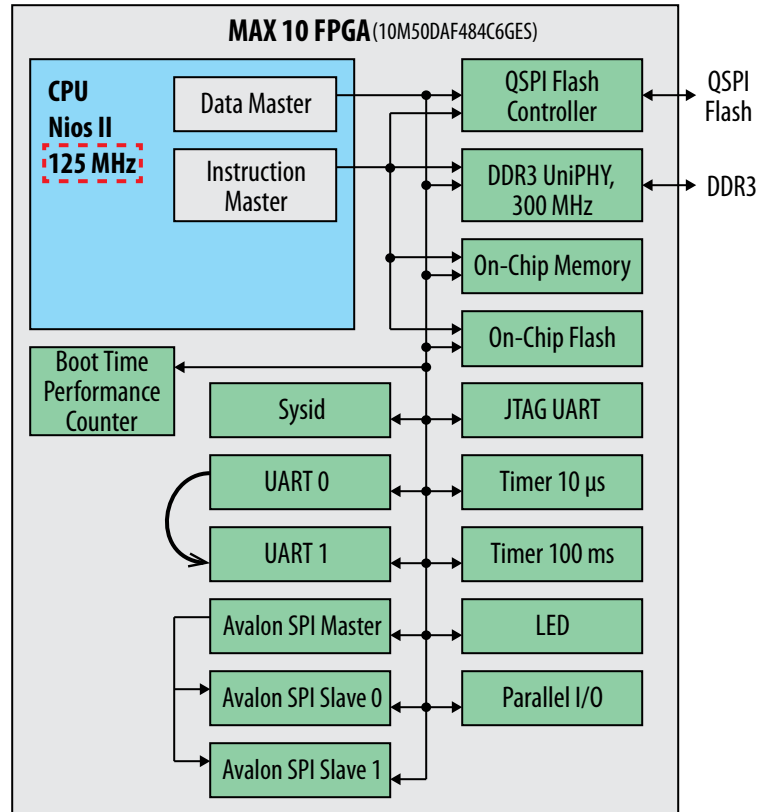 MAX 10 FPGA (10M50DAF484C6GES)
CPU
Nios II
125 MHz
Data Master
Instruction
Master
QSPI Flash
Controller
QSPI
Flash
DDR3 UniPHY,
300 MHz
DDR3
On-Chip Memory
On-Chip Flash
Boot Time
Performance
Counter
Sysid
JTAG UART
UART 0
Timer 10 µs
UART 1
Timer 100 ms
Avalon SPI Master
LED
Avalon SPI Slave 0
Parallel I/O
Avalon SPI Slave 1